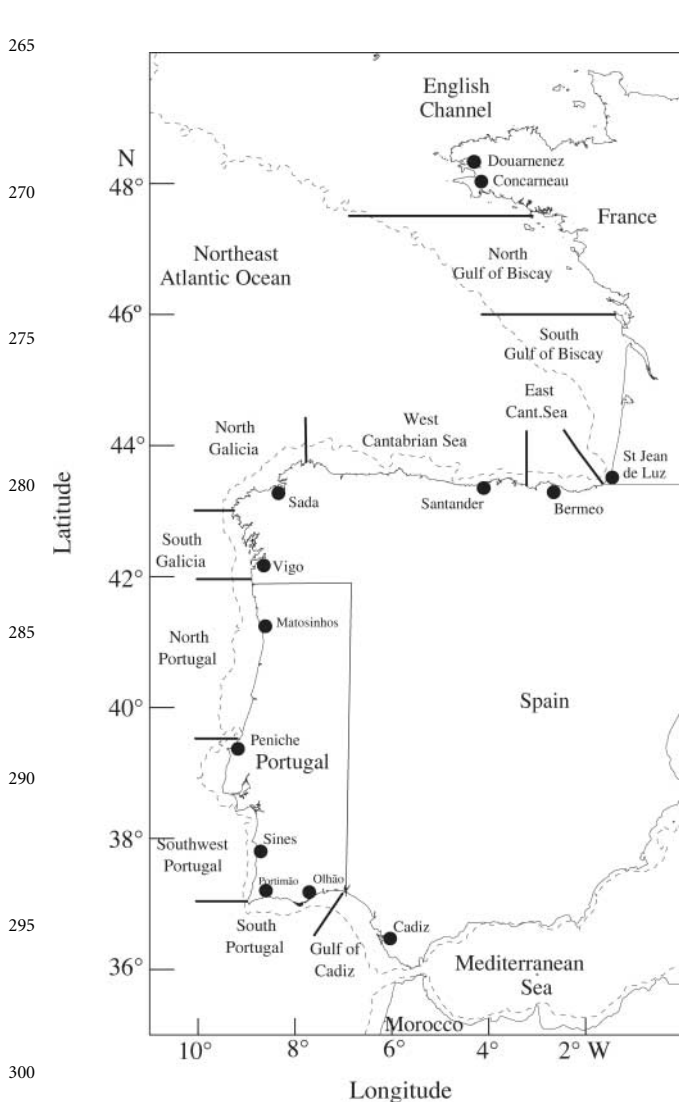 265
English
Channel
N
Douarnenez
270
48°
Concarneau
France
North
Gulf of Biscay
Northeast
Atlantic Ocean
46°
275
South
Gulf of Biscay
East
Cant.Sea
North
Galicia
West
Cantabrian Sea
44°
St Jean
de Luz
280
Sada
Santander
Bermeo
Latitude
South
Galicia
Vigo
42°
285
Matosinhos
North
Portugal
40°
Spain
Peniche
Portugal
290
38°
Southwest
Portugal
Sines
Portimão
Olhão
295
South
Portugal
Gulf of
Cadiz
Cadiz
36°
Mediterranean
Sea
Morocco
10°
8°
6°
4°
2° W
300
Longitude